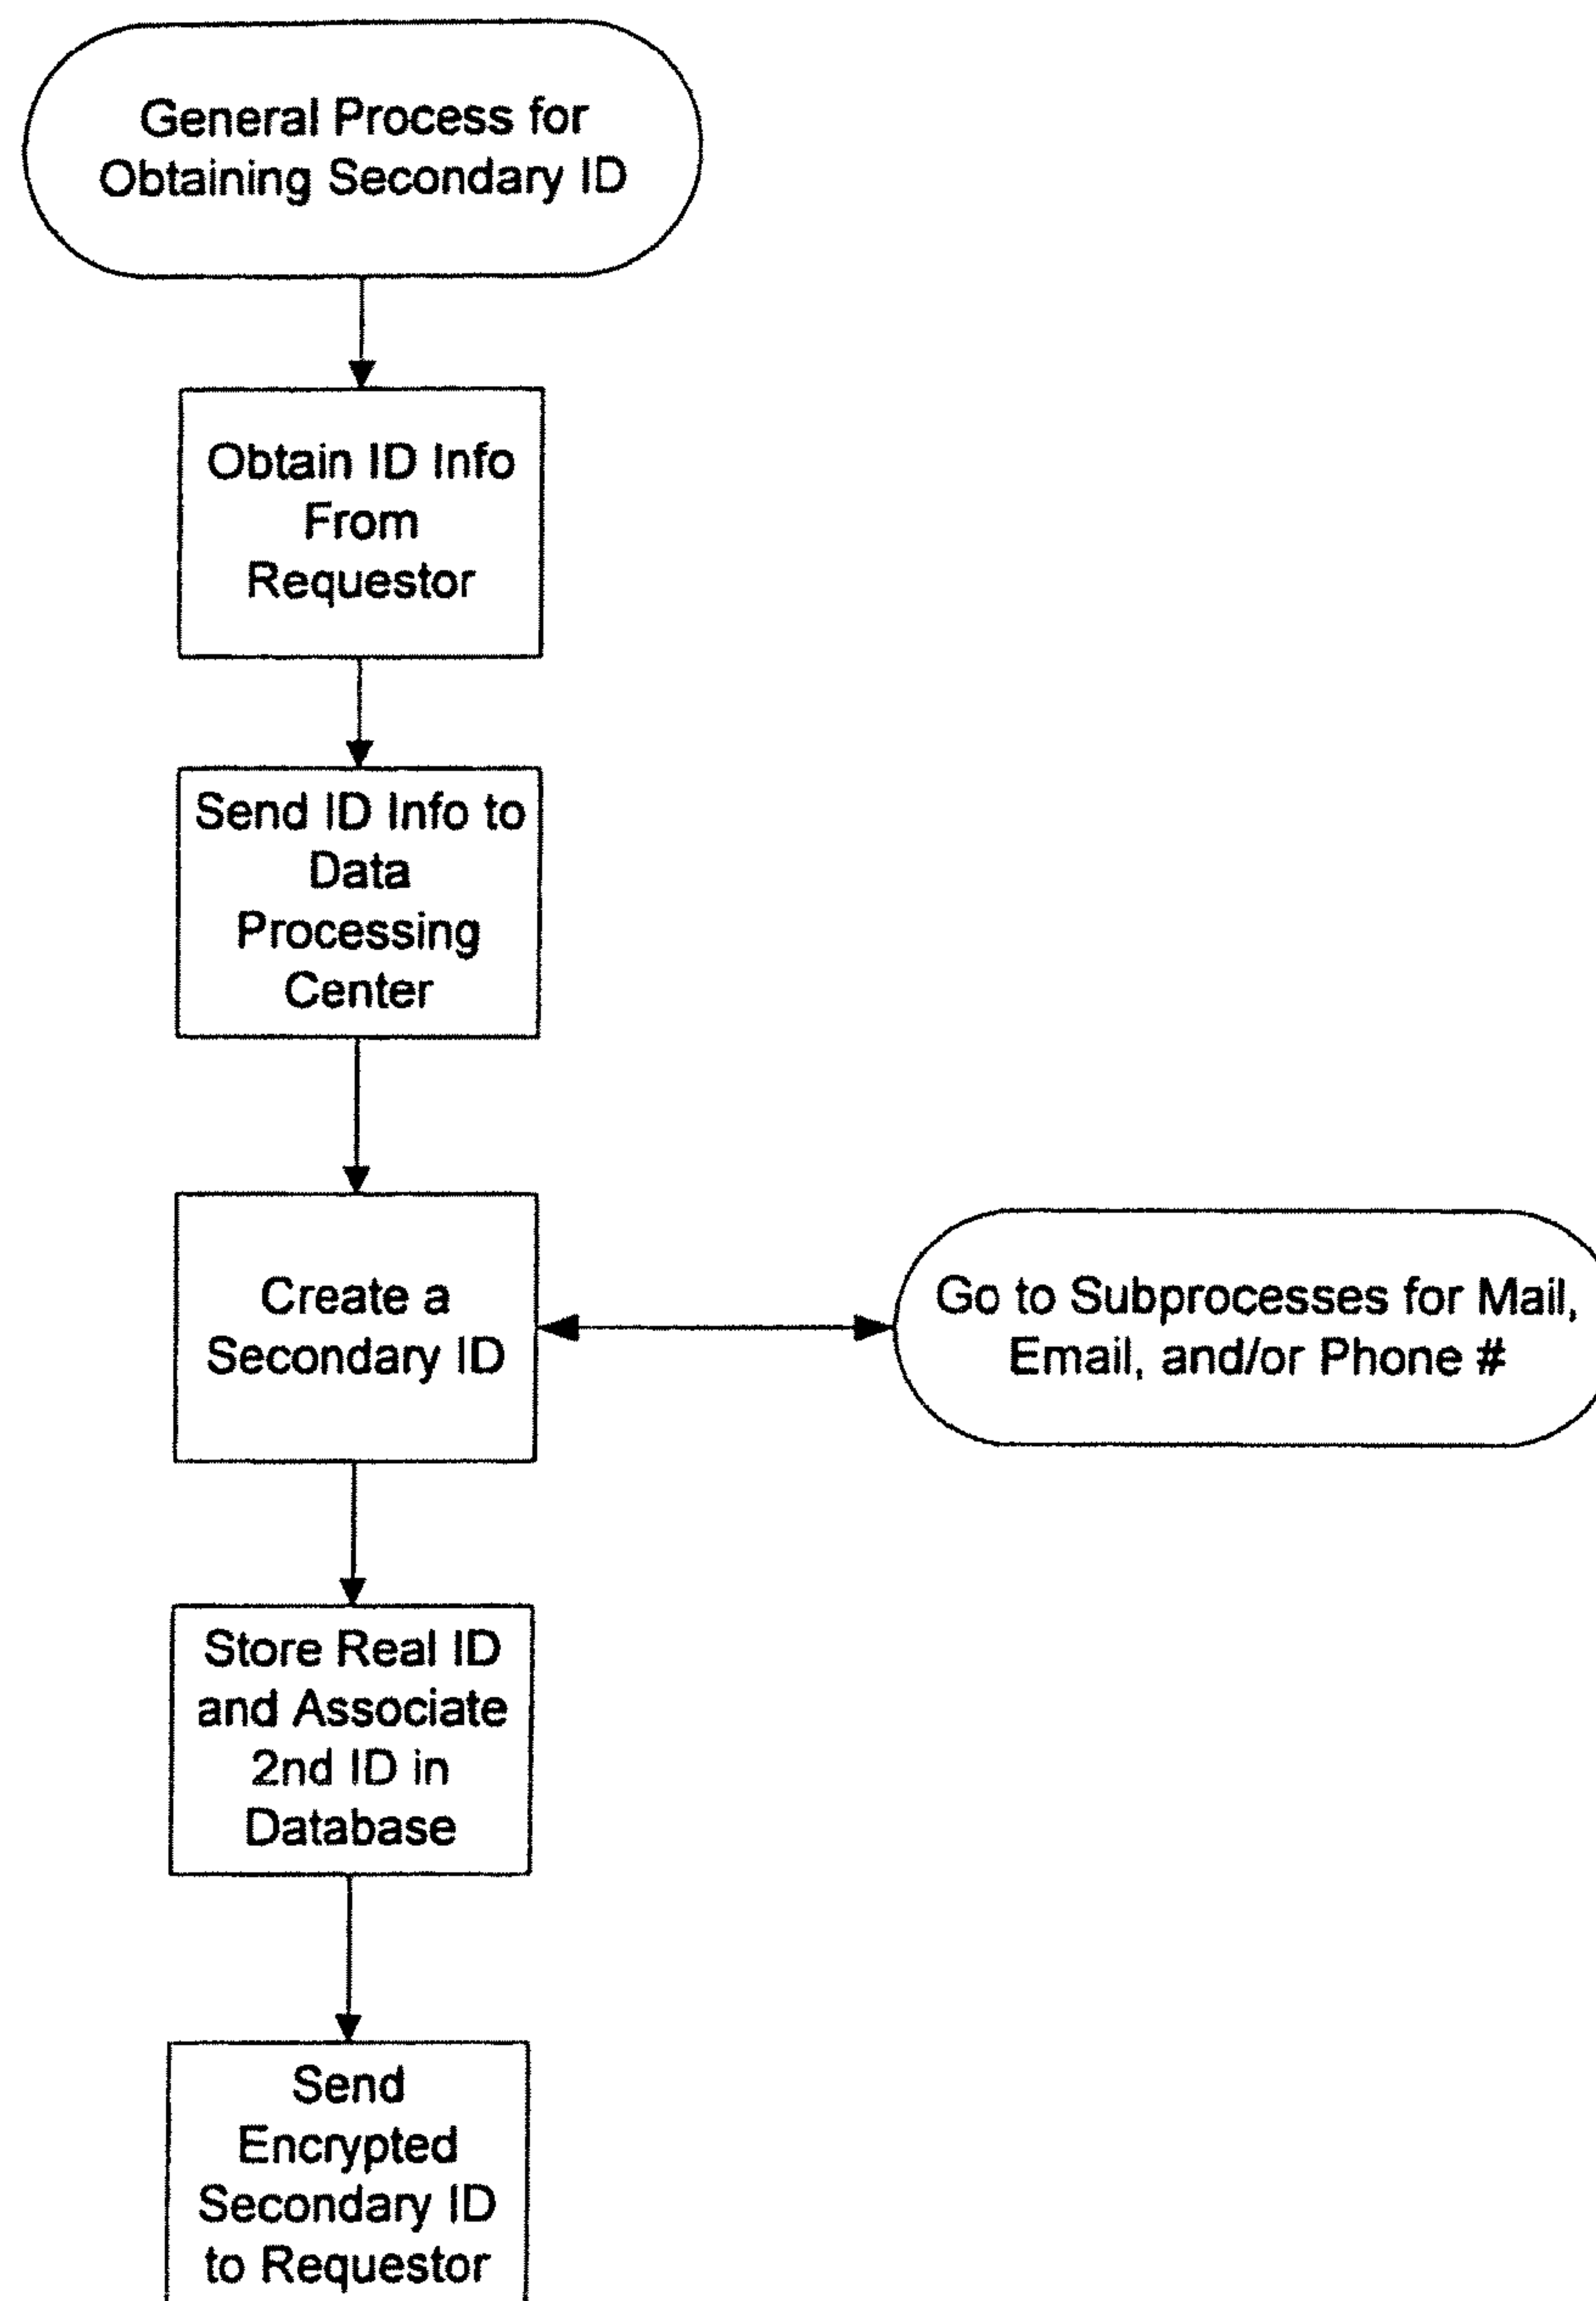 General Process for
Obtaining Secondary ID
Obtain ID Info
From
Requestor
Send ID Info to
Data
Processing
Center
Create a
Secondary ID
Go to Subprocesses for Mail,
Email, and/or Phone #
Store Real ID
and Associate
2nd ID in
Database
Send
Encrypted
Secondary ID
to Requestor